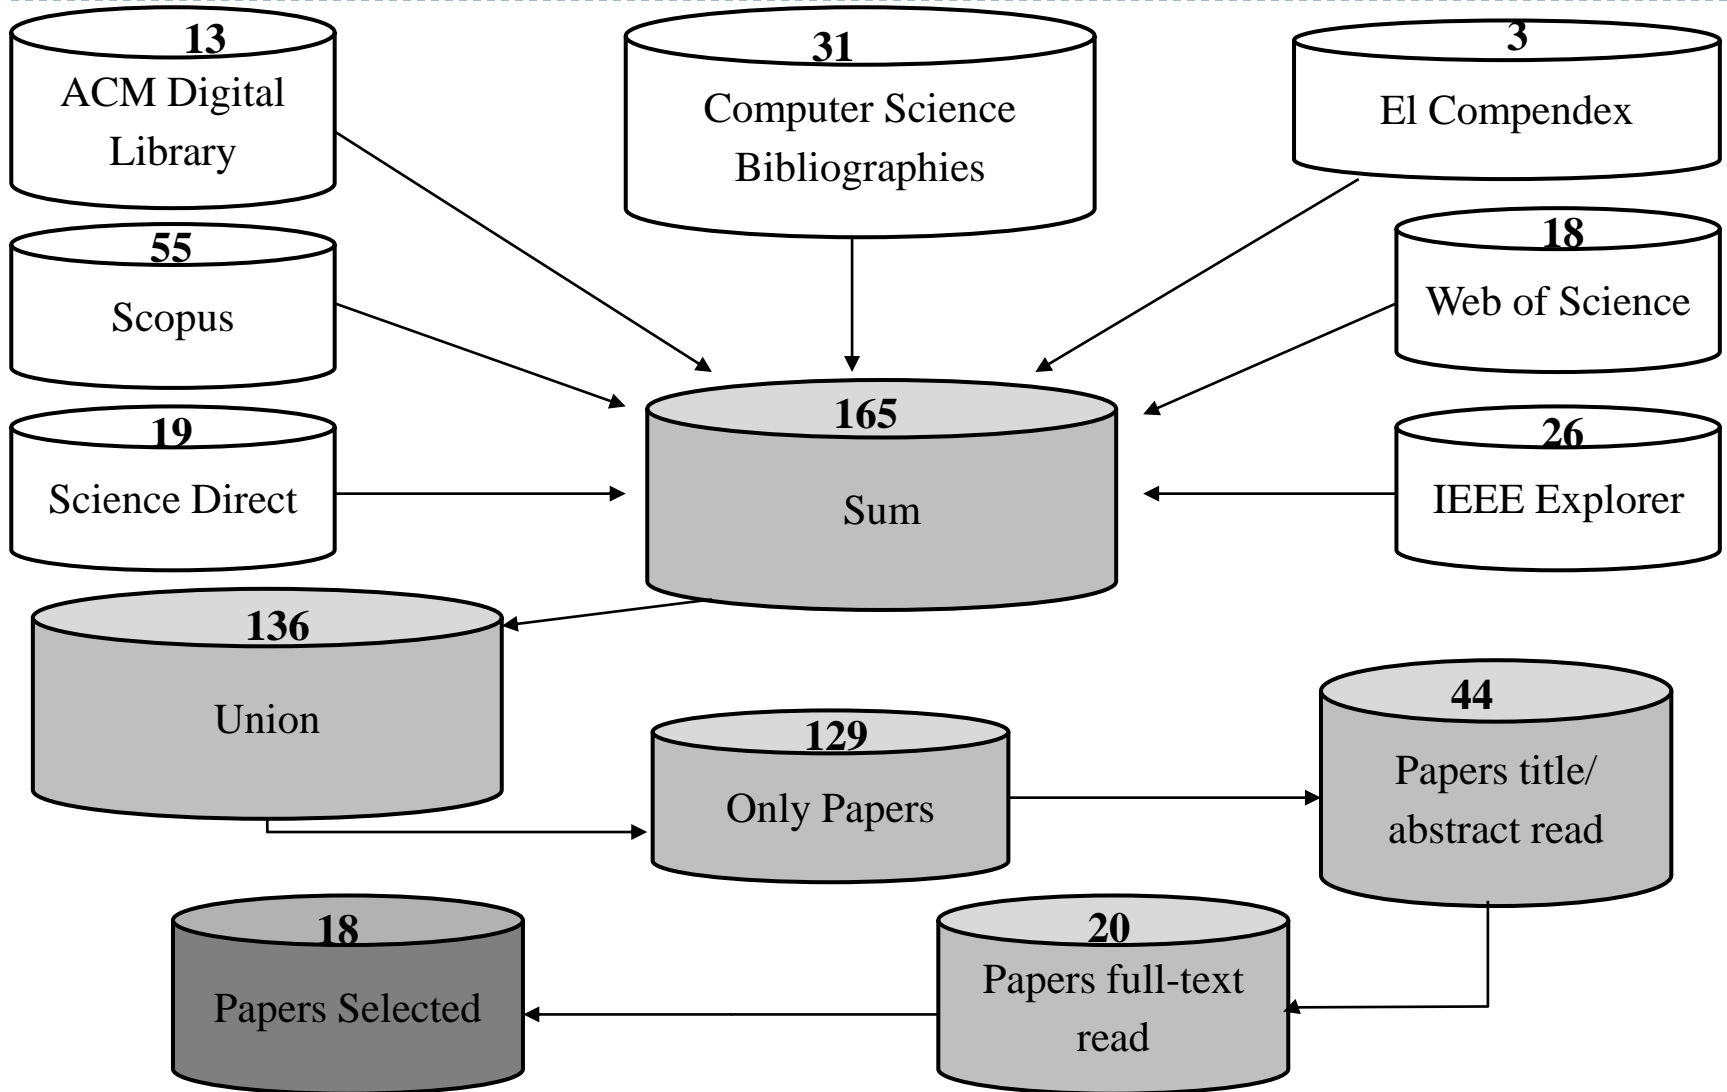 13
ACM Digital
Library
31
Computer Science
Bibliographies
3
El Compendex
55
Scopus
18
Web of Science
19
Science Direct
165
Sum
26
IEEE Explorer
136
Union
129
Only Papers
44
Papers title/
abstract read
18
Papers Selected
20
Papers full-text
read